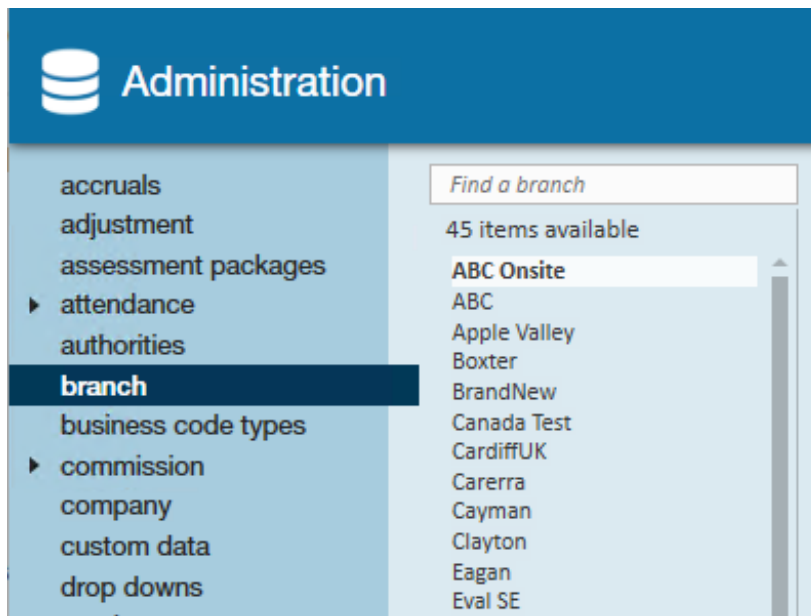 Administration
accruals
adjustment
assessment packages
attendance
authorities
branch
business code types
commission
company
custom data
drop downs
Find a branch
45 items available
ABC Onsite
ABC
Apple Valley
Boxter
BrandNew
Canada Test
CardiffUK
Carerra
Cayman
Clayton
Eagan
Eval SE